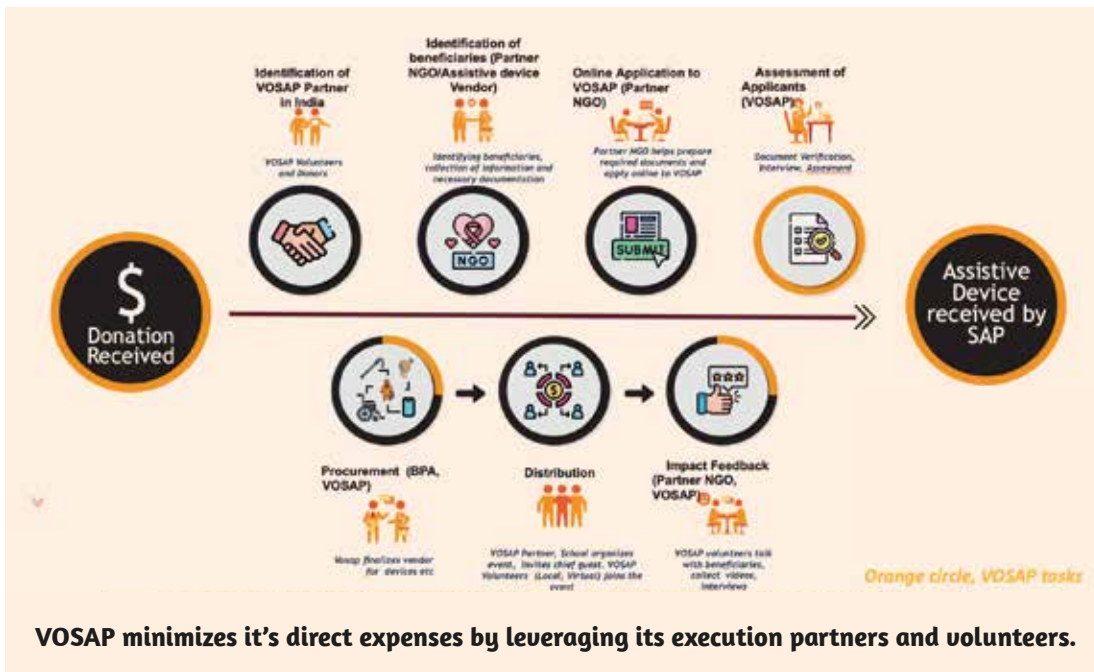 Identification of
VOSAP Partner
in India
VOSAP Volunteers
and Donors
Identification of
beneficiaries (Partner
NGO/Assistive device
Vendor)
Identifying beneficiaries,
collection of information and
necessary documentation
NGO
Online Application to
VOSAP (Partner
NGO)
Partner NGO helps prepare
required documents and
apply online to VOSAP
SUBMIT
Assessment of
Applicants
(VOSAP)
Document Verification,
Interview, Assesment
$
Donation
Received
Assistive
Device
received by
SAP
Procurement (BPA,
VOSAP)
Vosap finalizes vendor
for devices etc
$
Distribution
VOSAP Partner, School organizes
event, invites chief guest. VOSAP
Volunteers (Local, Virtual) joins the
event
Impact Feedback
(Partner NGO,
VOSAP)
VOSAP volunteers talk
with beneficiaries,
collect videos,
interviews
Orange circle, VOSAP tasks
VOSAP minimizes it's direct expenses by leveraging its execution partners and volunteers.